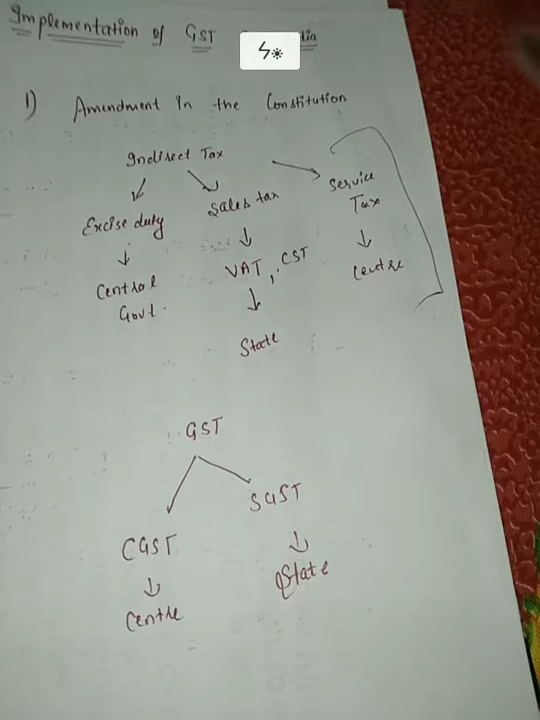 Implementation of GST
1) Amendment in the Constitution
Indirect Tax
Excise duty
Sales tax
Service
Tax
Central
Govt.
VAT, CST
Centre
State
GST
CGST
SGST
Centre
State